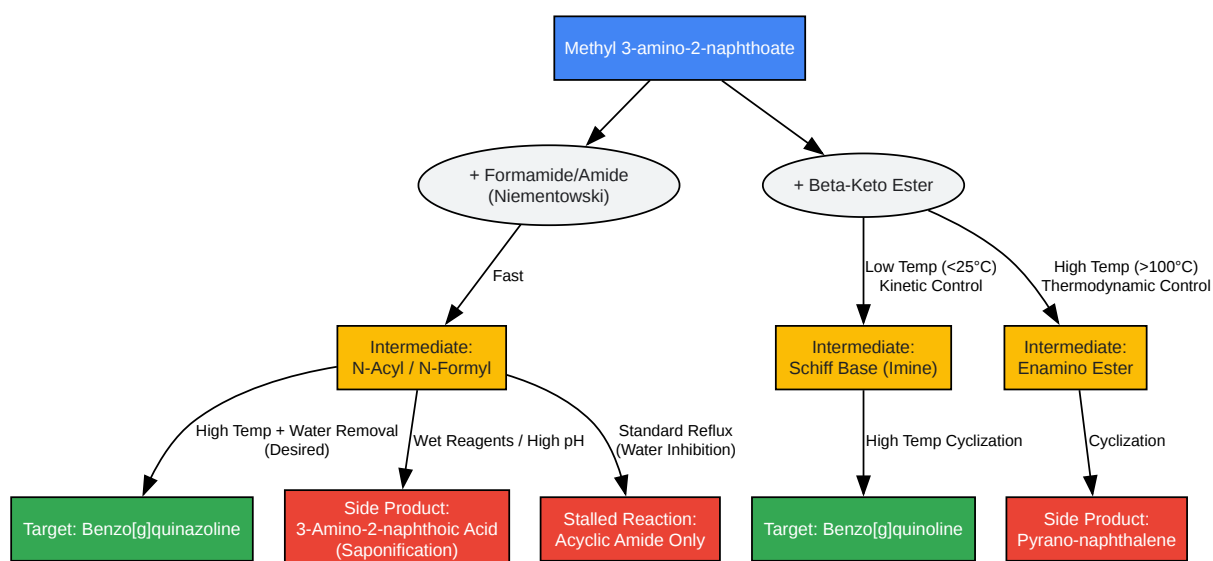 Methyl 3-amino-2-naphthoate
+ Formamide/Amide
(Niementowski)
+ Beta-Keto Ester
Fast
Low Temp (<25°C)
Kinetic Control
High Temp (>100°C)
Thermodynamic Control
Intermediate:
N-Acyl / N-Formyl
Intermediate:
Schiff Base (Imine)
Intermediate:
Enamino Ester
High Temp + Water Removal
(Desired)
Wet Reagents / High pH
Standard Reflux
(Water Inhibition)
High Temp Cyclization
Cyclization
Target: Benzo[g]quinazoline
Side Product:
3-Amino-2-naphthoic Acid
(Saponification)
Stalled Reaction:
Acyclic Amide Only
Target: Benzo[g]quinoline
Side Product:
Pyrano-naphthalene